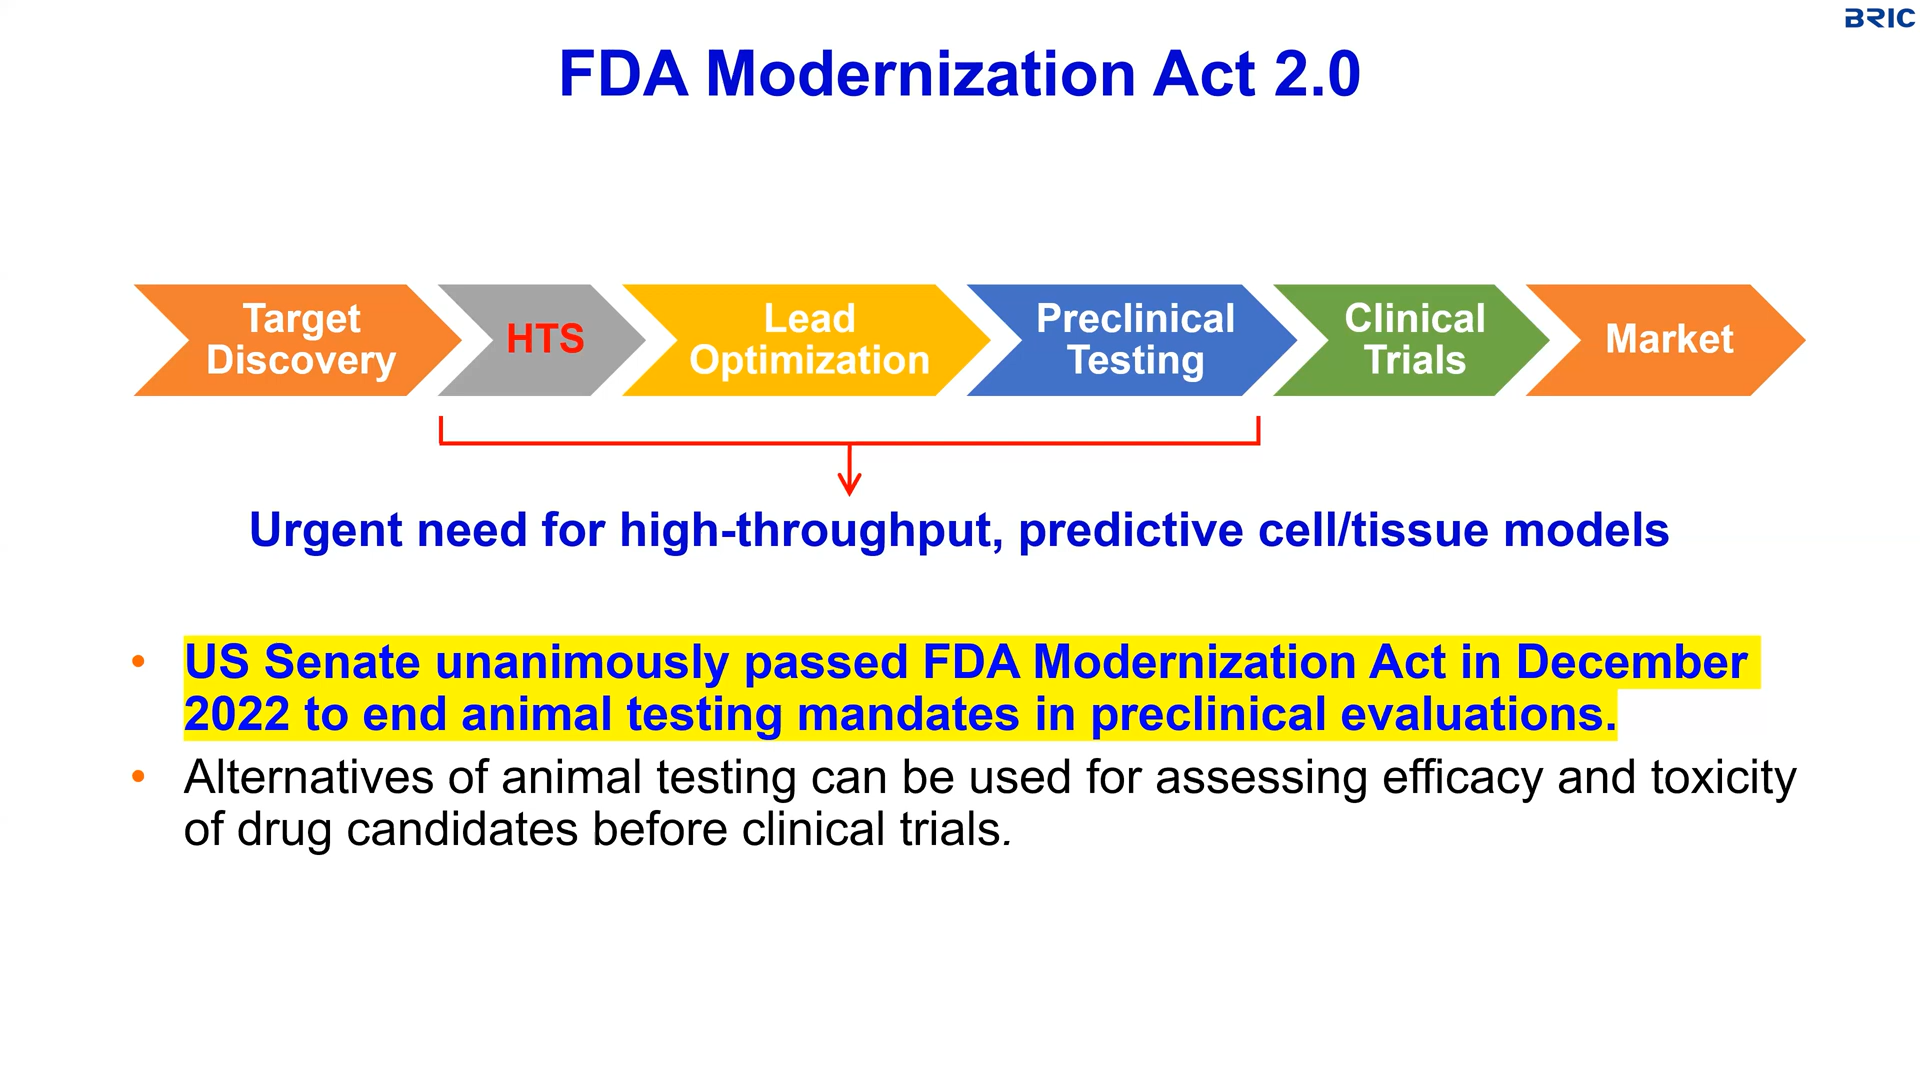 BRIC
FDA Modernization Act 2.0
Target
Discovery
HTS
Lead
Optimization
Preclinical
Testing
Clinical
Trials
Market
Urgent need for high-throughput, predictive cell/tissue models
• US Senate unanimously passed FDA Modernization Act in December
2022 to end animal testing mandates in preclinical evaluations.
• Alternatives of animal testing can be used for assessing efficacy and toxicity
of drug candidates before clinical trials.